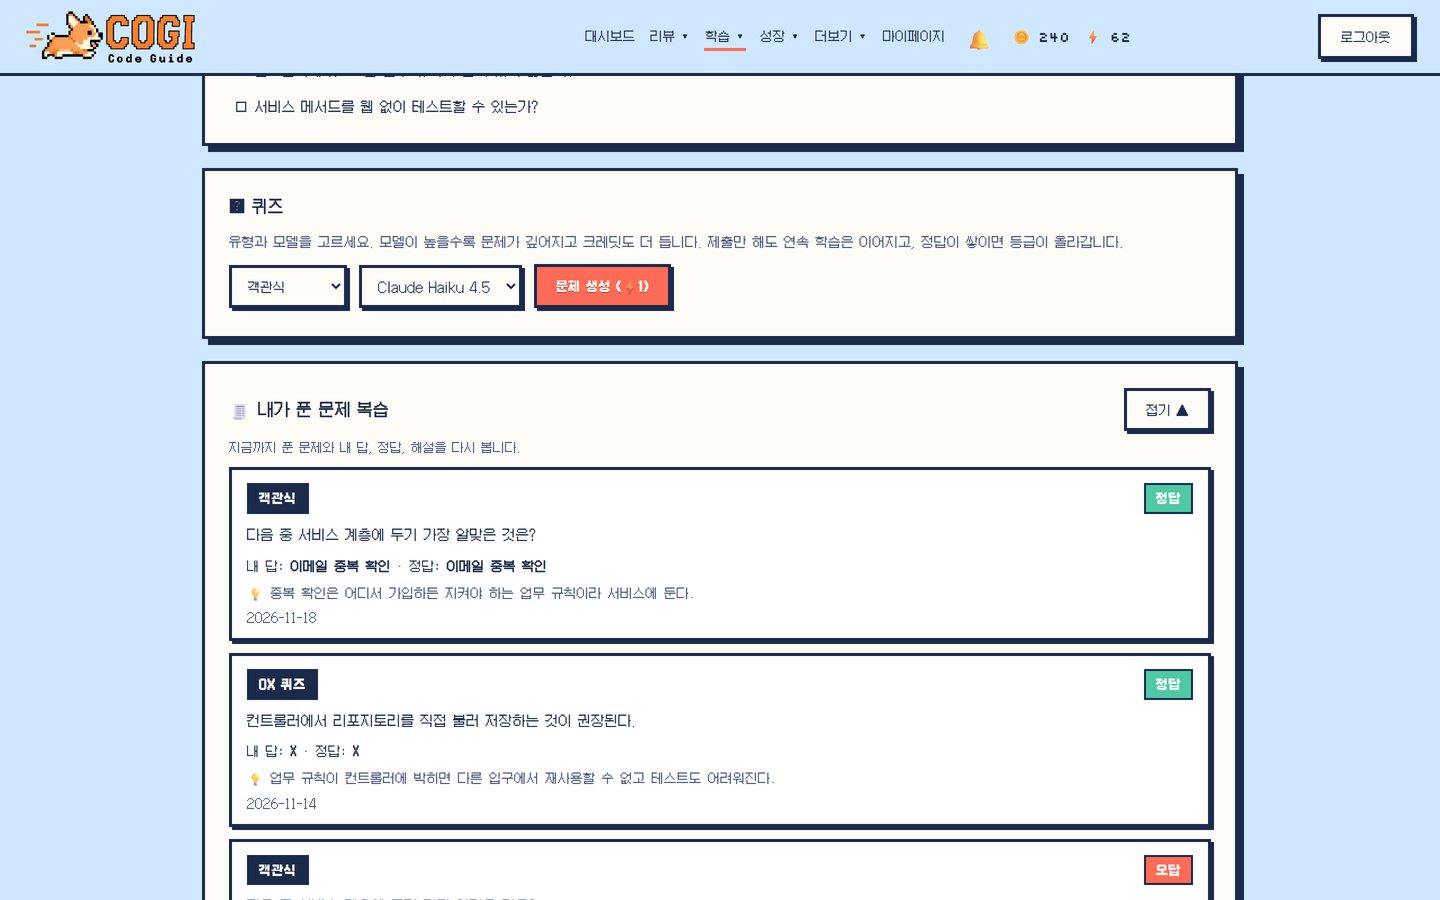 COGI
Code Guide
대시보드 리뷰 ▼ 학습 ▼ 성장 ▼ 더보기 ▼ 마이페이지 240 62 로그아웃
□ 서비스 메서드를 웹 없이 테스트할 수 있는가?
퀴즈
유형과 모델을 고르세요. 모델이 높을수록 문제가 깊어지고 크레딧도 더 듭니다. 제출만 해도 연속 학습은 이어지고, 정답이 쌓이면 등급이 올라갑니다.
객관식 Claude Haiku 4.5 문제 생성 (⚡1)
내가 푼 문제 복습 접기 ▲
지금까지 푼 문제와 내 답, 정답, 해설을 다시 봅니다.
객관식 정답
다음 중 서비스 계층에 두기 가장 알맞은 것은?
내 답: 이메일 중복 확인 · 정답: 이메일 중복 확인
💡 중복 확인은 어디서 가입하든 지켜야 하는 업무 규칙이라 서비스에 둔다.
2026-11-18
OX 퀴즈 정답
컨트롤러에서 리포지토리를 직접 불러 저장하는 것이 권장된다.
내 답: X · 정답: X
💡 업무 규칙이 컨트롤러에 박히면 다른 입구에서 재사용할 수 없고 테스트도 어려워진다.
2026-11-14
객관식 오답